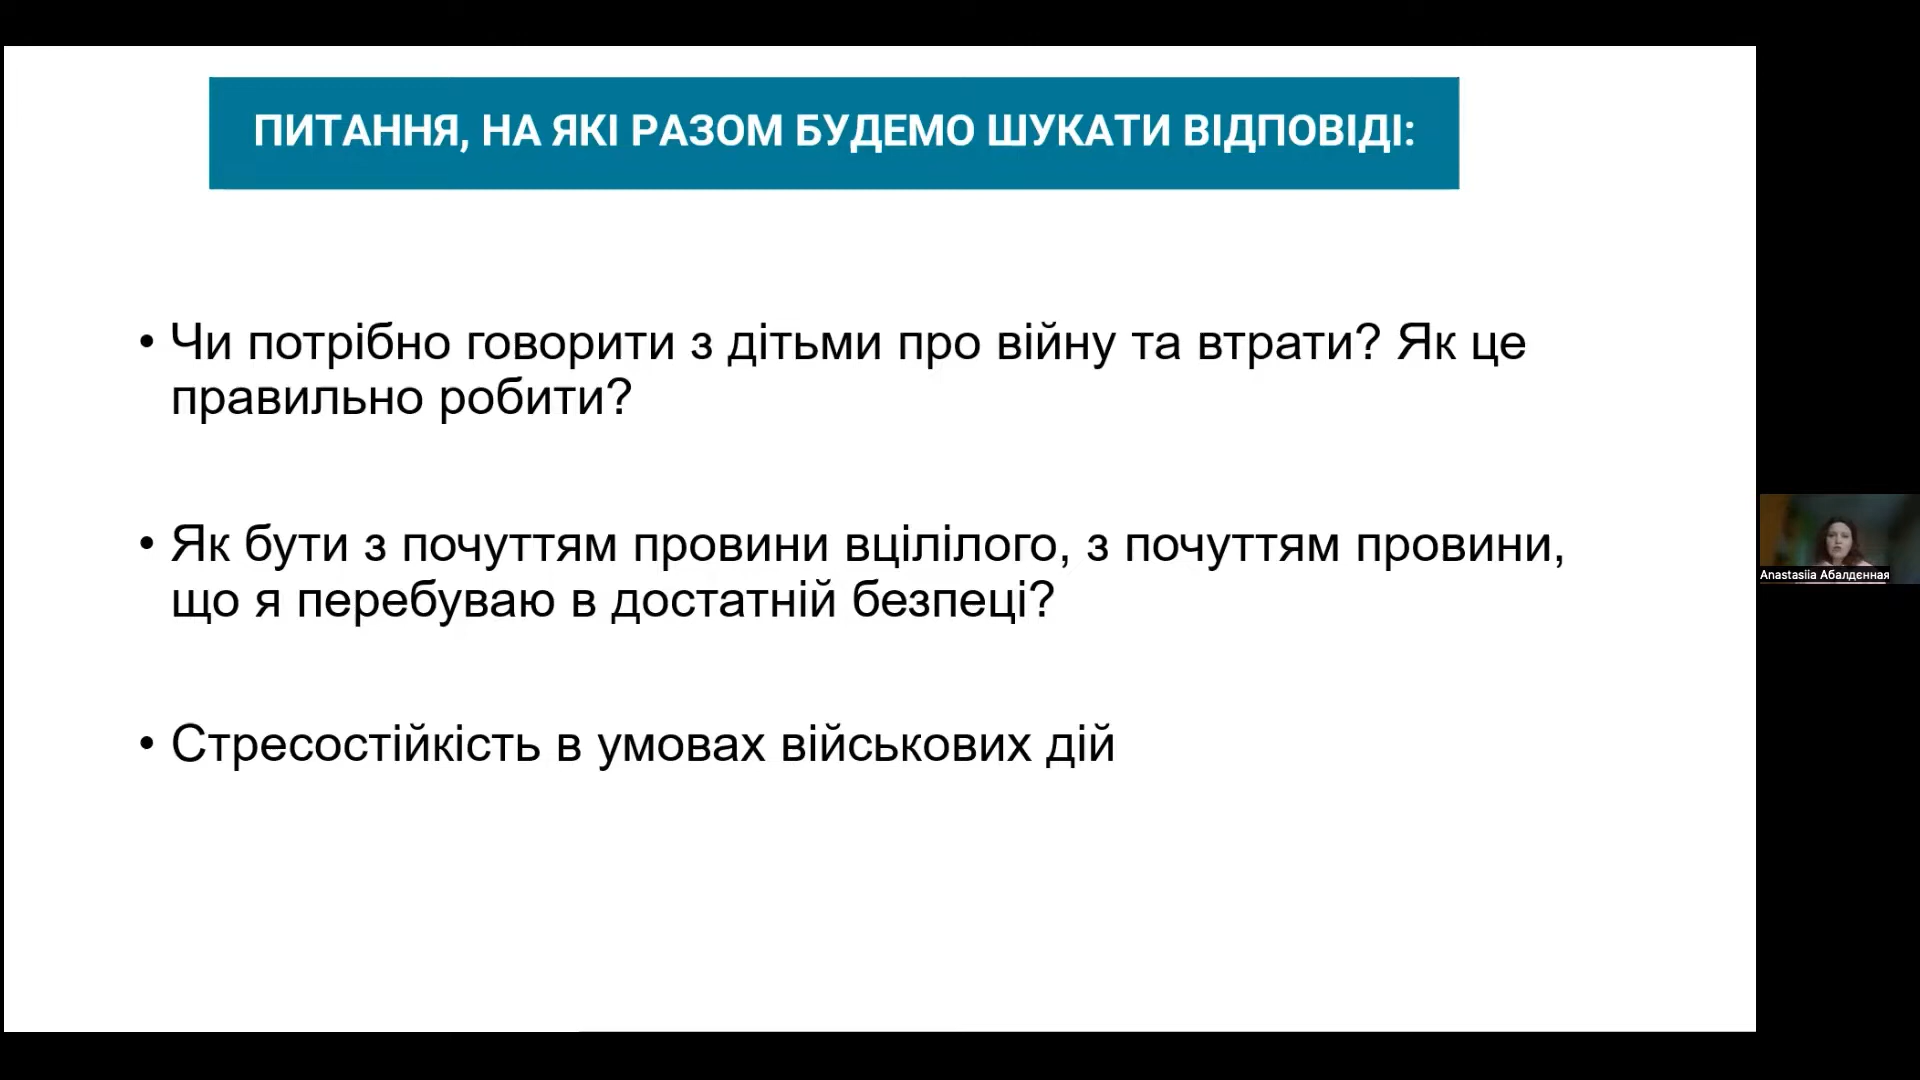 ПИТАННЯ, НА ЯКІ РАЗОМ БУДЕМО ШУКАТИ ВІДПОВІДІ:
• Чи потрібно говорити з дітьми про війну та втрати? Як це
правильно робити?
• Як бути з почуттям провини вцілілого, з почуттям провини,
що я перебуваю в достатній безпеці?
• Стресостійкість в умовах військових дій
Anastasiia Абалдєнная